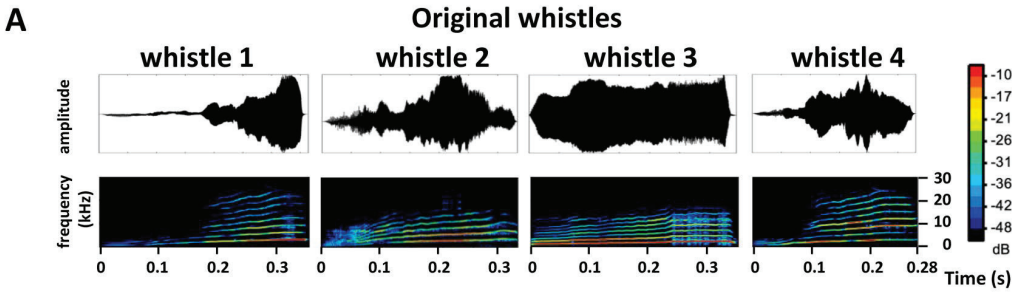 A
Original whistles
whistle 1 whistle 2 whistle 3 whistle 4
amplitude
-10
-17
-21
-26
-31
-36
-42
-48
dB
frequency
(kHz)
30
20
10
0
0 0.1 0.2 0.3 0 0.1 0.2 0.3 0 0.1 0.2 0.3 0 0.1 0.2 0.28
Time (s)